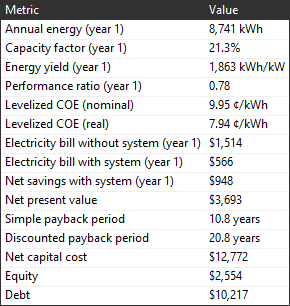 Metric Value
Annual energy (year 1) 8,741 kWh
Capacity factor (year 1) 21.3%
Energy yield (year 1) 1,863 kWh/kW
Performance ratio (year 1) 0.78
Levelized COE (nominal) 9.95 ¢/kWh
Levelized COE (real) 7.94 ¢/kWh
Electricity bill without system (year 1) $1,514
Electricity bill with system (year 1) $566
Net savings with system (year 1) $948
Net present value $3,693
Simple payback period 10.8 years
Discounted payback period 20.8 years
Net capital cost $12,772
Equity $2,554
Debt $10,217